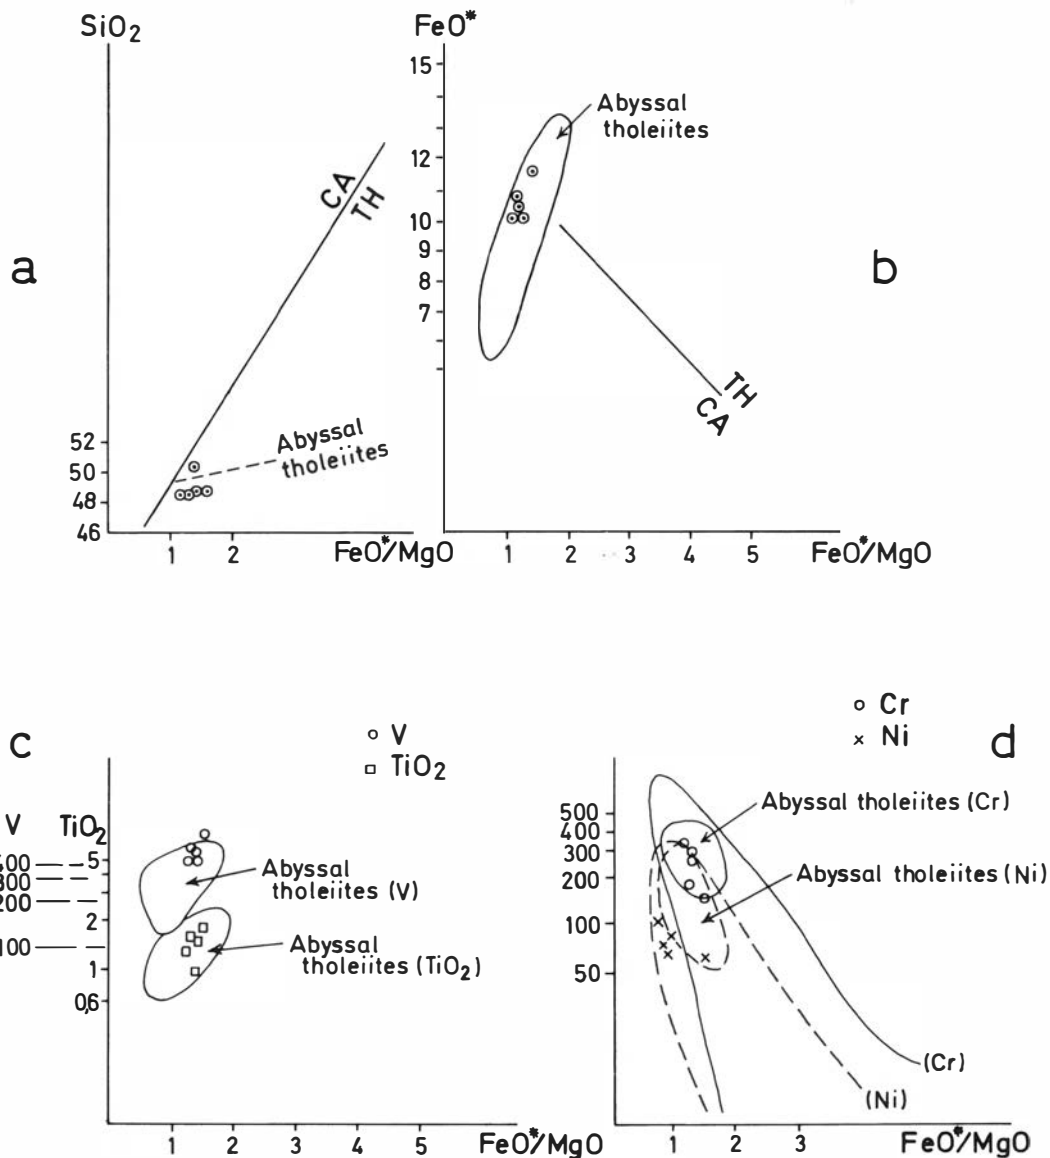 SiO2
CA
TH
a
Abyssal
tholeiites
52
50
48
46
1 2 FeO*/MgO
FeO*
15
12
10
9
8
7
Abyssal
tholeiites
b
TH
CA
1 2 3 4 5 FeO*/MgO
c
o V
□ TiO2
V TiO2
400 5
300
200
2
100
1
0,6
Abyssal
tholeiites (V)
Abyssal
tholeiites (TiO2)
1 2 3 4 5 FeO*/MgO
o Cr
x Ni
d
500
400
300
200
100
50
Abyssal tholeiites (Cr)
Abyssal tholeiites (Ni)
(Cr)
(Ni)
1 2 3 FeO*/MgO